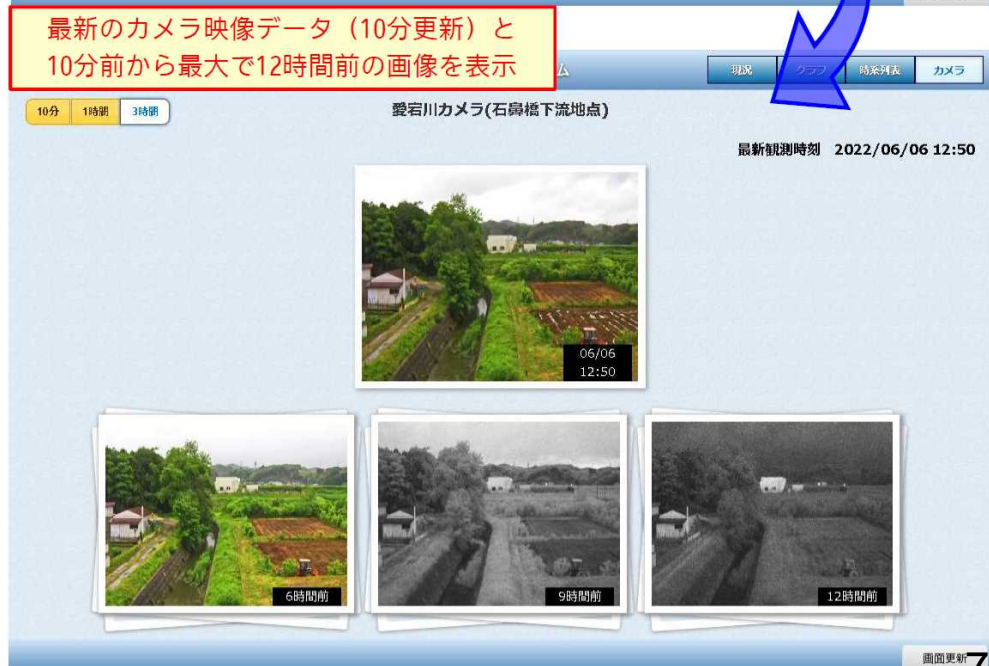 最新のカメラ映像データ（10分更新）と
10分前から最大で12時間前の画像を表示
ム
現況
グラフ
時系列表
カメラ
10分
1時間
3時間
愛宕川カメラ(石鼻橋下流地点)
最新観測時刻　2022/06/06 12:50
06/06
12:50
6時間前
9時間前
12時間前
画面更新
7